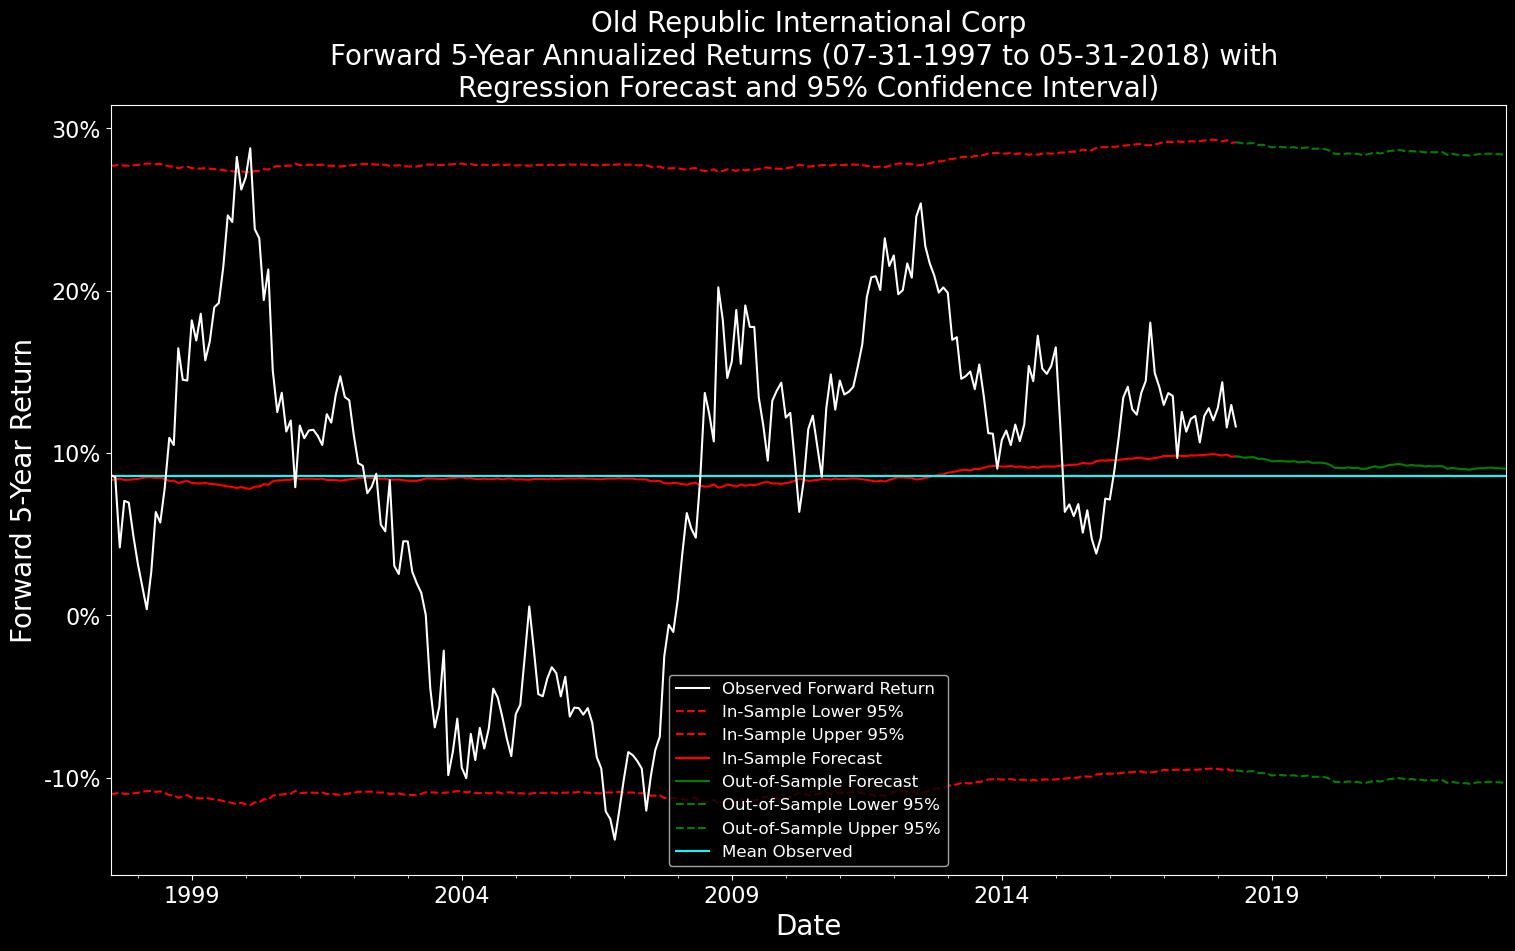 Old Republic International Corp
Forward 5-Year Annualized Returns (07-31-1997 to 05-31-2018) with
Regression Forecast and 95% Confidence Interval)
Forward 5-Year Return
30%
20%
10%
0%
-10%
Observed Forward Return
In-Sample Lower 95%
In-Sample Upper 95%
In-Sample Forecast
Out-of-Sample Forecast
Out-of-Sample Lower 95%
Out-of-Sample Upper 95%
Mean Observed
1999 2004 2009 2014 2019
Date